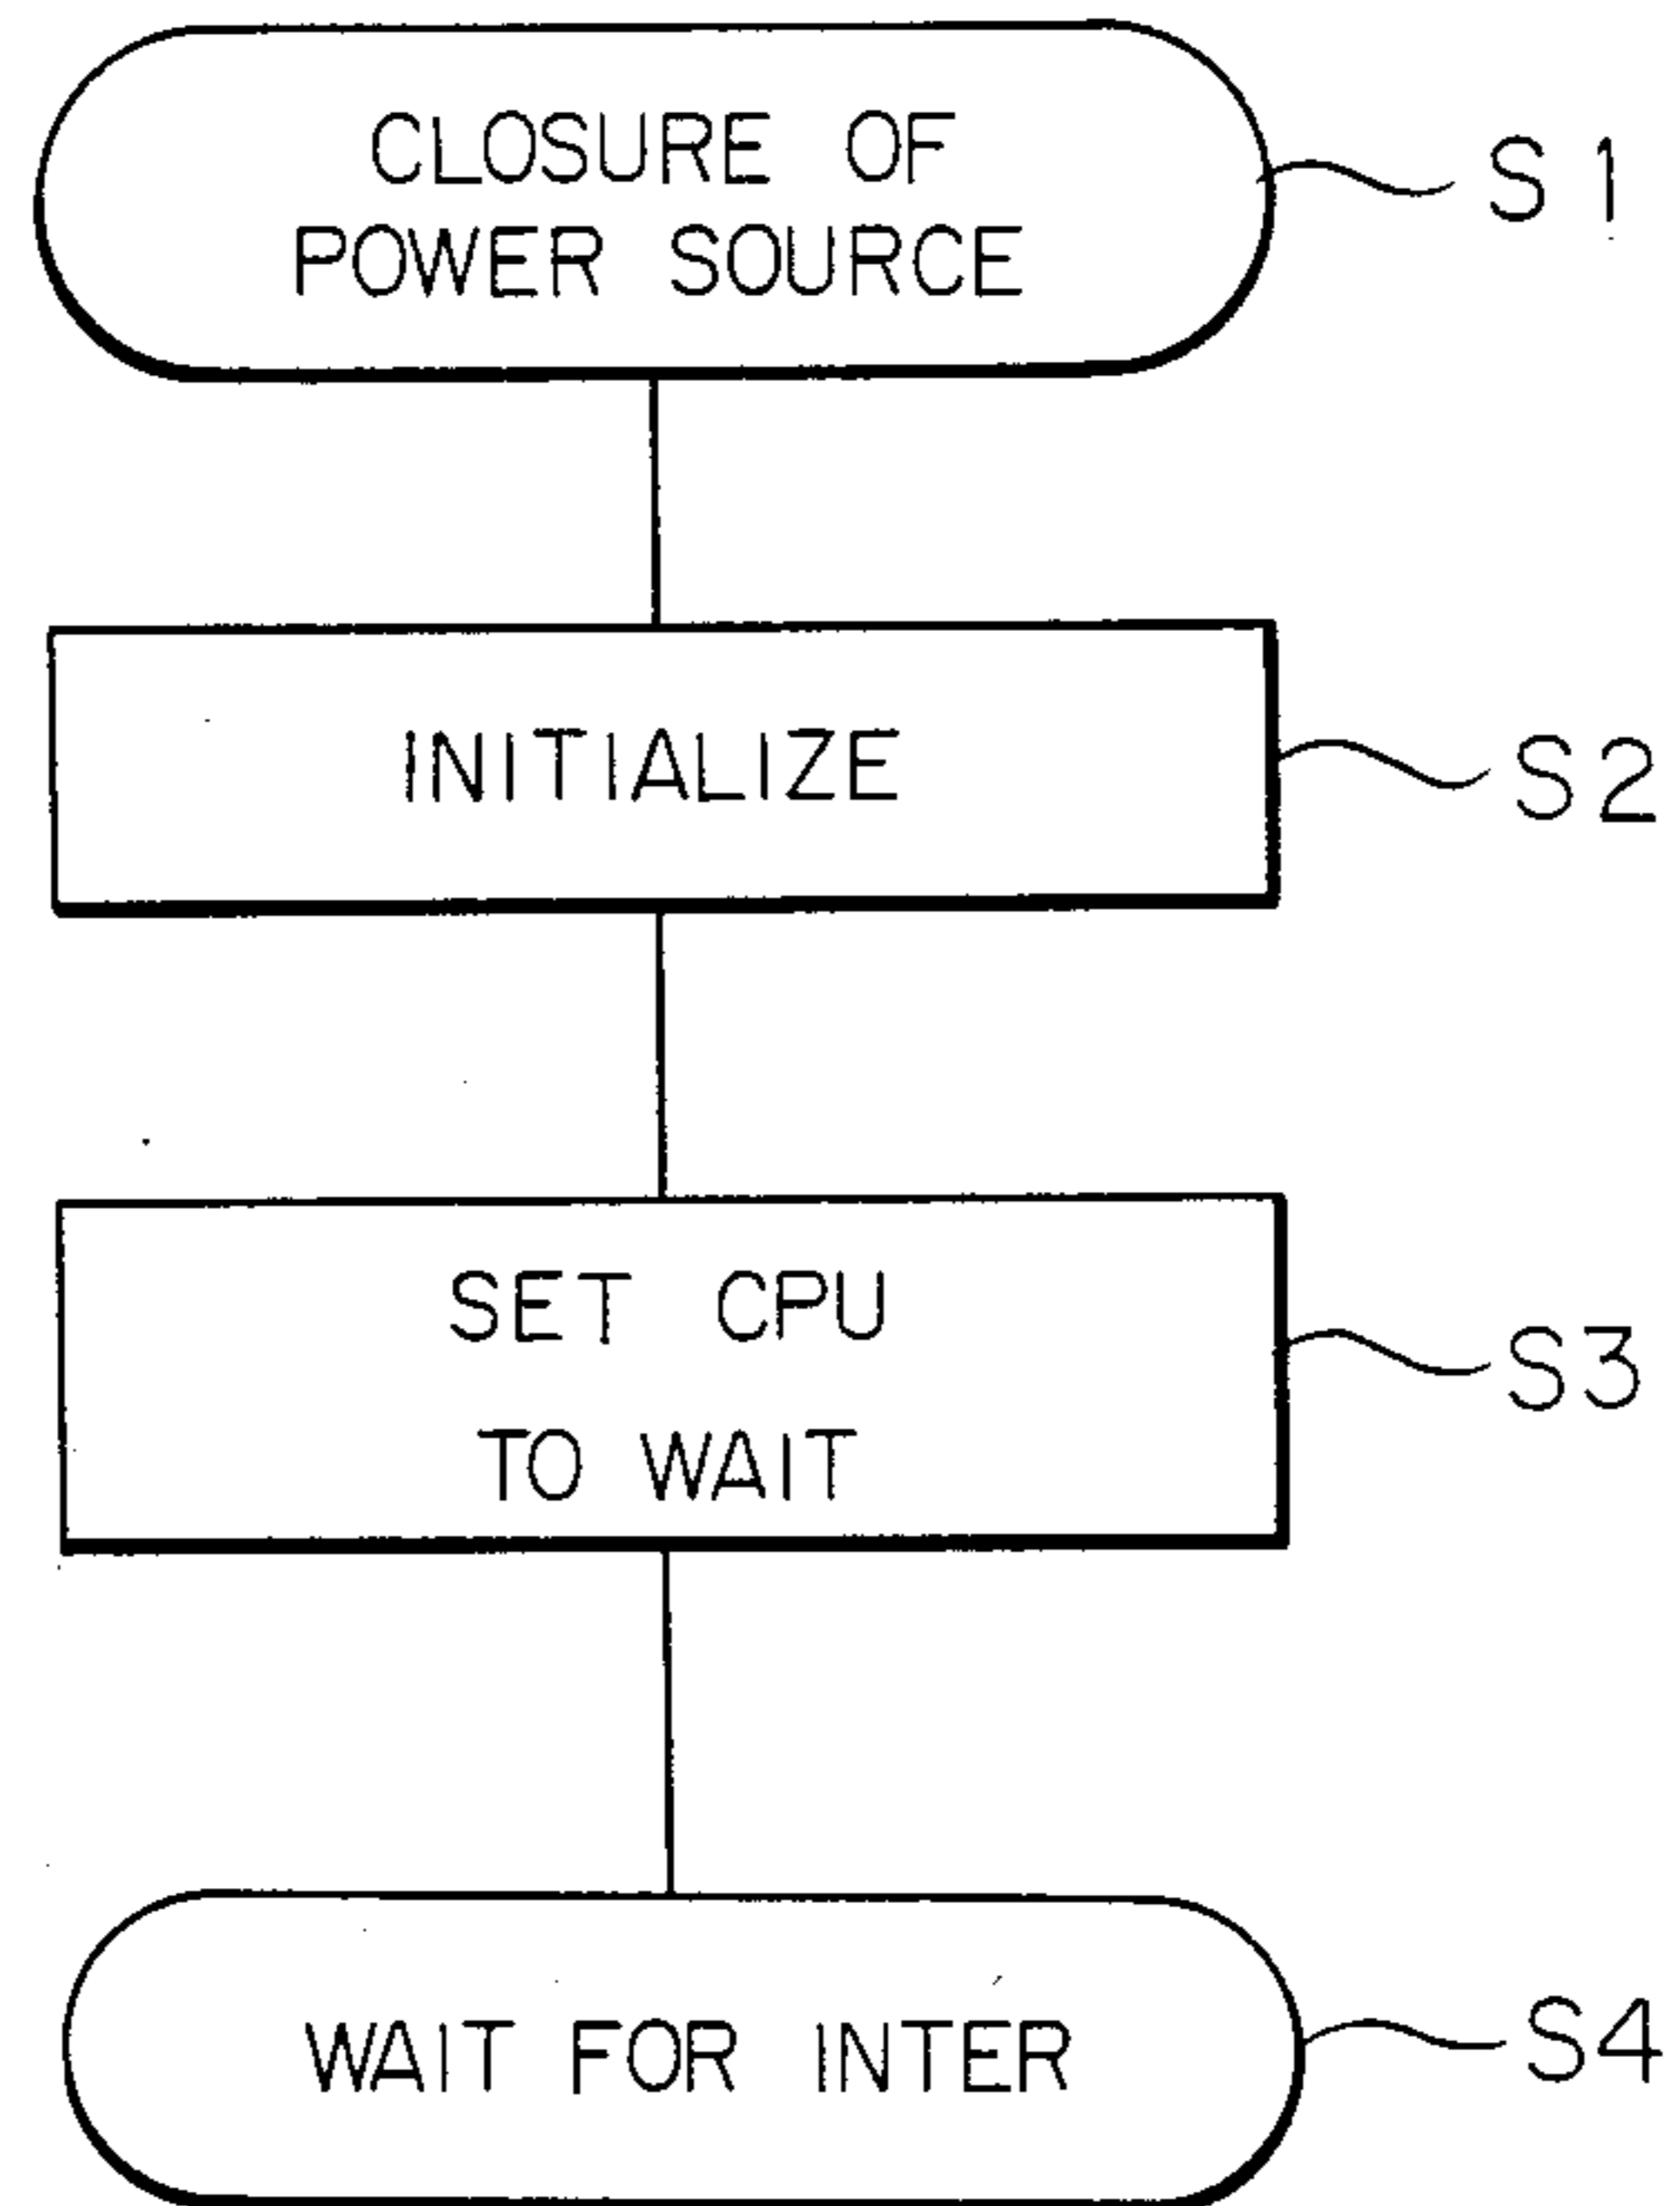 CLOSURE OF
POWER SOURCE
S1
INITIALIZE
S2
SET CPU
TO WAIT
S3
WAIT FOR INTER
S4